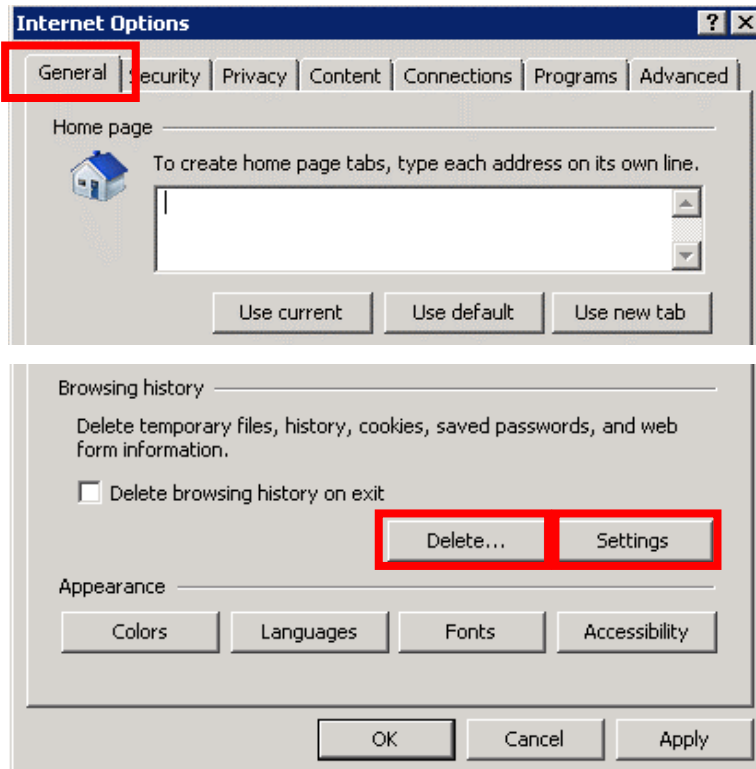 Internet Options
General Security Privacy Content Connections Programs Advanced
Home page
To create home page tabs, type each address on its own line.
Use current Use default Use new tab
Browsing history
Delete temporary files, history, cookies, saved passwords, and web
form information.
Delete browsing history on exit
Delete... Settings
Appearance
Colors Languages Fonts Accessibility
OK Cancel Apply